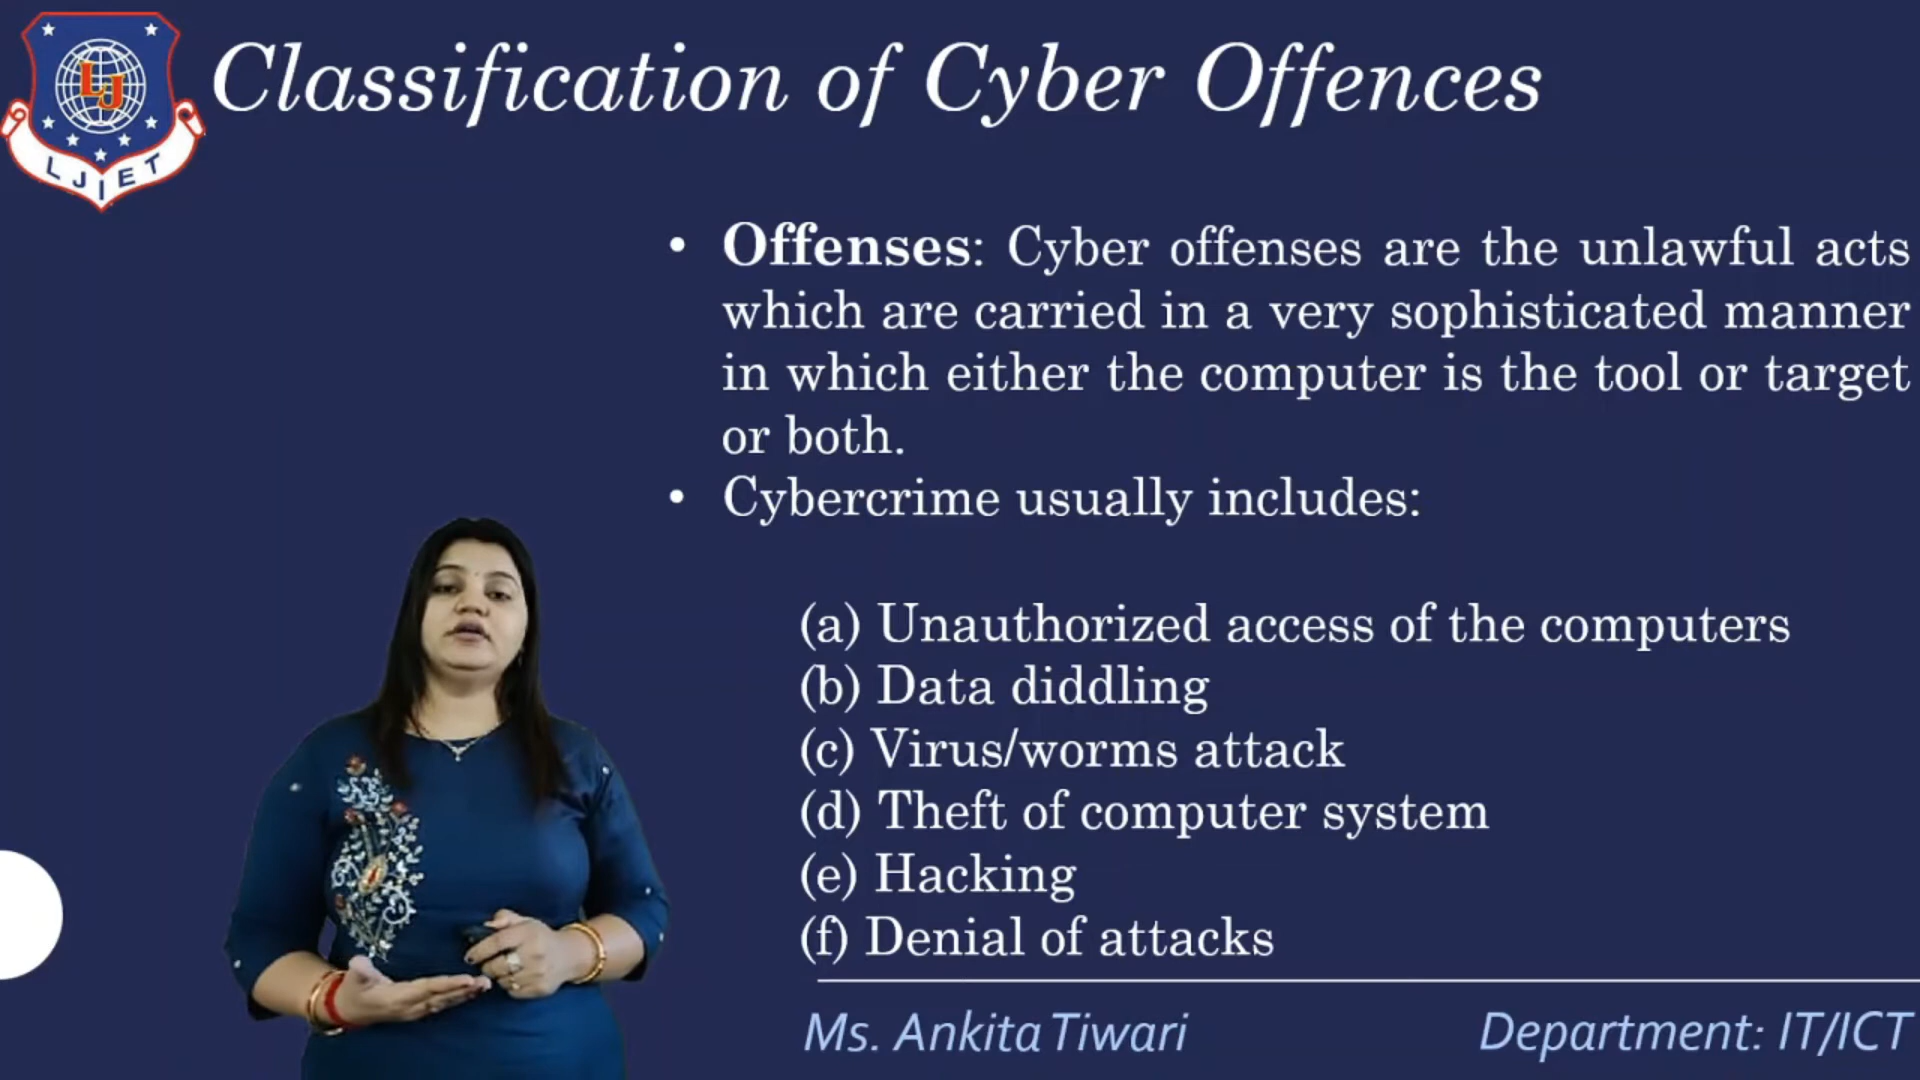 LJ
LJIET
Classification of Cyber Offences
• Offenses: Cyber offenses are the unlawful acts
which are carried in a very sophisticated manner
in which either the computer is the tool or target
or both.
• Cybercrime usually includes:
(a) Unauthorized access of the computers
(b) Data diddling
(c) Virus/worms attack
(d) Theft of computer system
(e) Hacking
(f) Denial of attacks
Ms. Ankita Tiwari
Department: IT/ICT